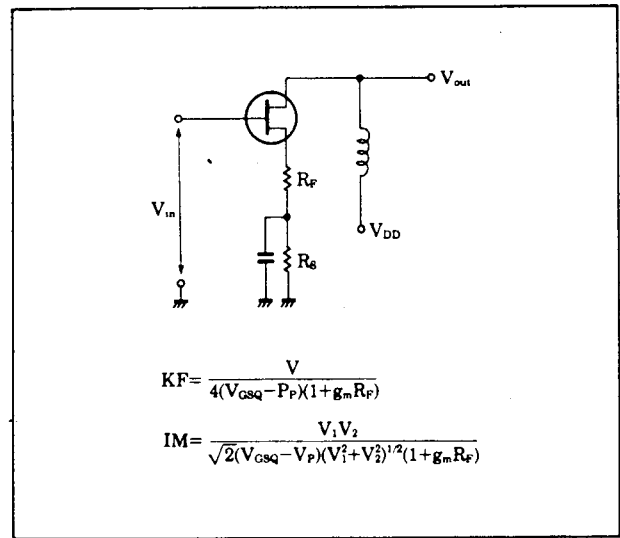 V_out
R_F
V_in
V_DD
R_S
KF= V / 4(V_GSQ−P_P)(1+g_mR_F)
IM= V_1V_2 / √2(V_GSQ−V_P)(V_1^2+V_2^2)^1/2(1+g_mR_F)